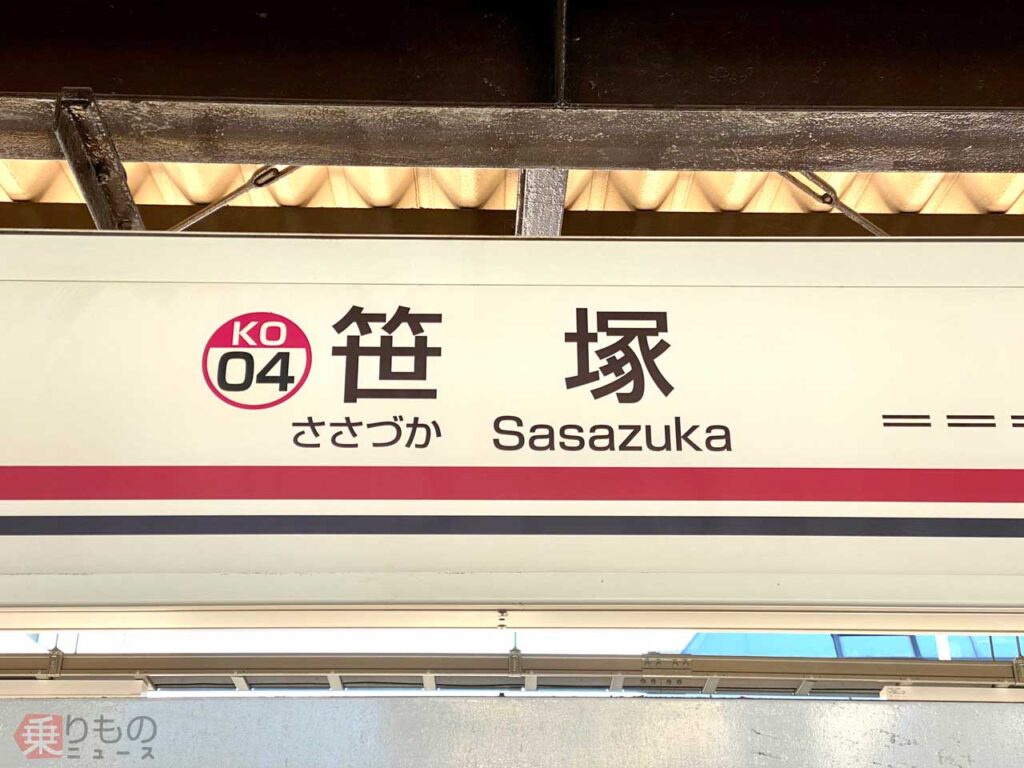 KO
04
笹塚
ささづか Sasazuka
乗りもの
ニュース